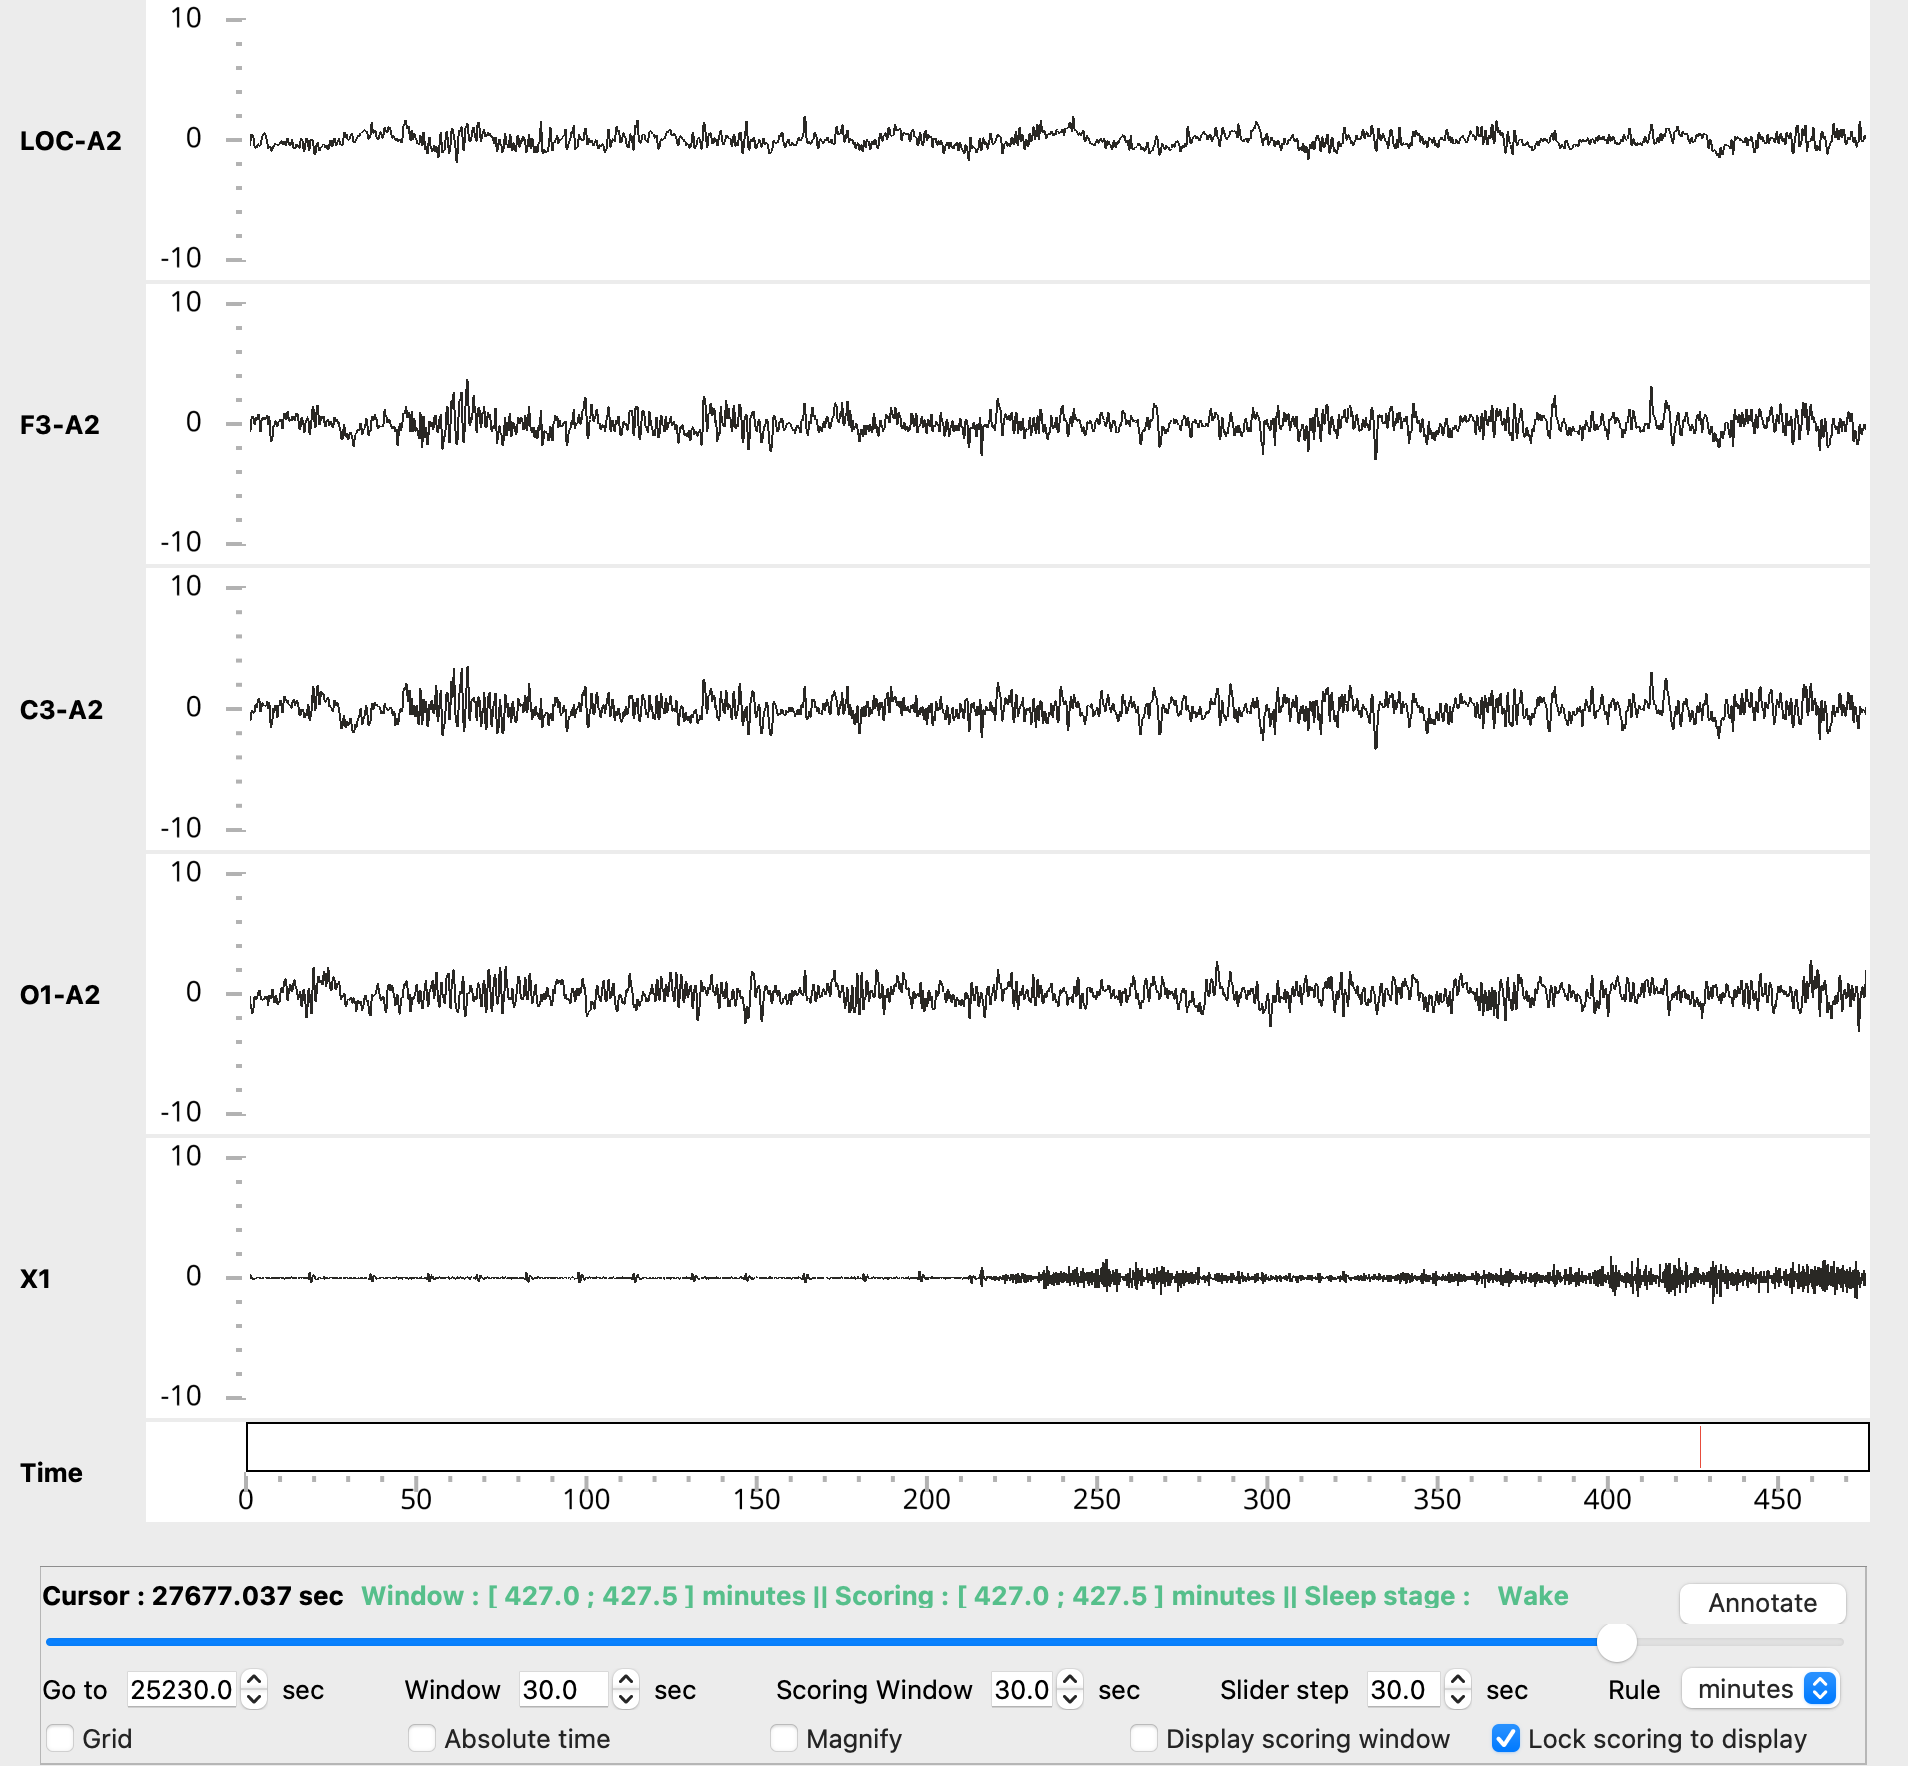 10
LOC-A2
0
-10
10
F3-A2
0
-10
10
C3-A2
0
-10
10
O1-A2
0
-10
10
X1
0
-10
Time
0 50 100 150 200 250 300 350 400 450
Cursor : 27677.037 sec Window : [ 427.0 ; 427.5 ] minutes || Scoring : [ 427.0 ; 427.5 ] minutes || Sleep stage : Wake Annotate
Go to 25230.0 sec Window 30.0 sec Scoring Window 30.0 sec Slider step 30.0 sec Rule minutes
Grid Absolute time Magnify Display scoring window Lock scoring to display